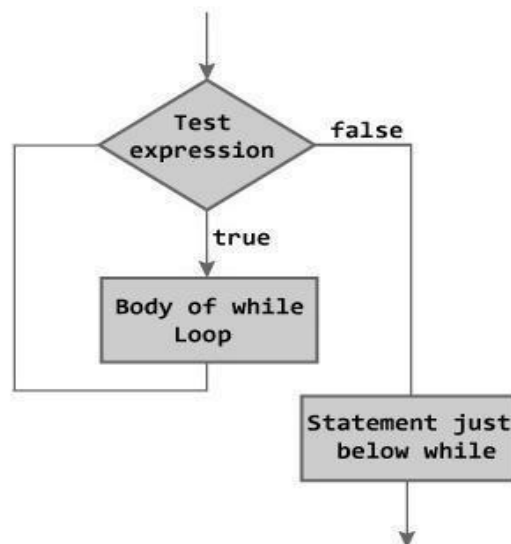 Test
expression
false
true
Body of while
Loop
Statement just
below while